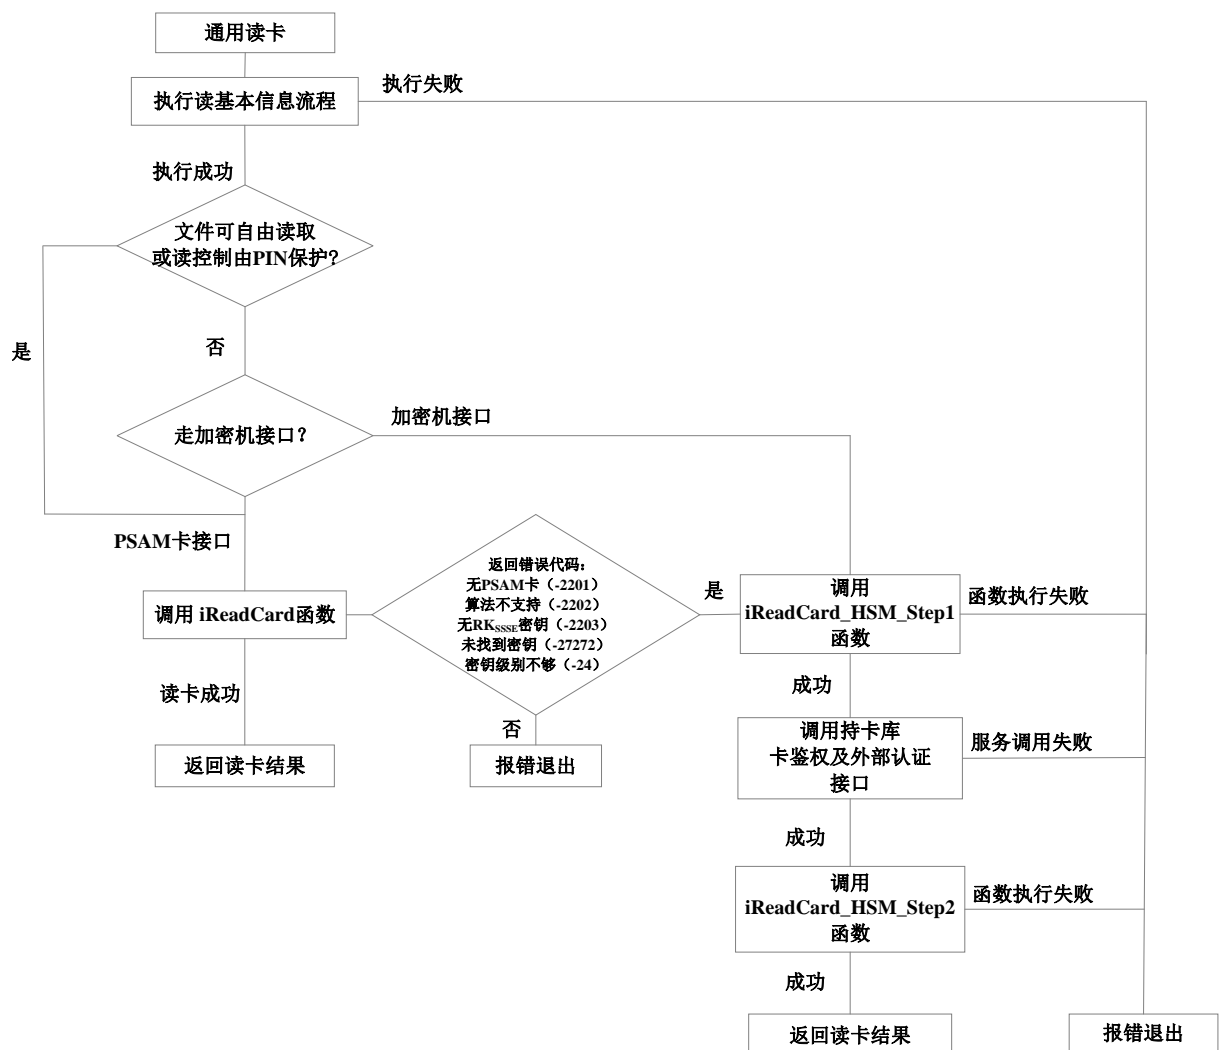 通用读卡
执行失败
执行读基本信息流程
执行成功
文件可自由读取
或读控制由PIN保护?
是
否
加密机接口
走加密机接口？
PSAM卡接口
返回错误代码：
无PSAM卡（-2201）
算法不支持（-2202）
无RKSSSE密钥（-2203）
未找到密钥（-27272）
密钥级别不够（-24）
是
调用
iReadCard_HSM_Step1
函数
函数执行失败
调用 iReadCard函数
读卡成功
成功
否
返回读卡结果
报错退出
调用持卡库
卡鉴权及外部认证
接口
服务调用失败
成功
调用
iReadCard_HSM_Step2
函数
函数执行失败
成功
返回读卡结果
报错退出